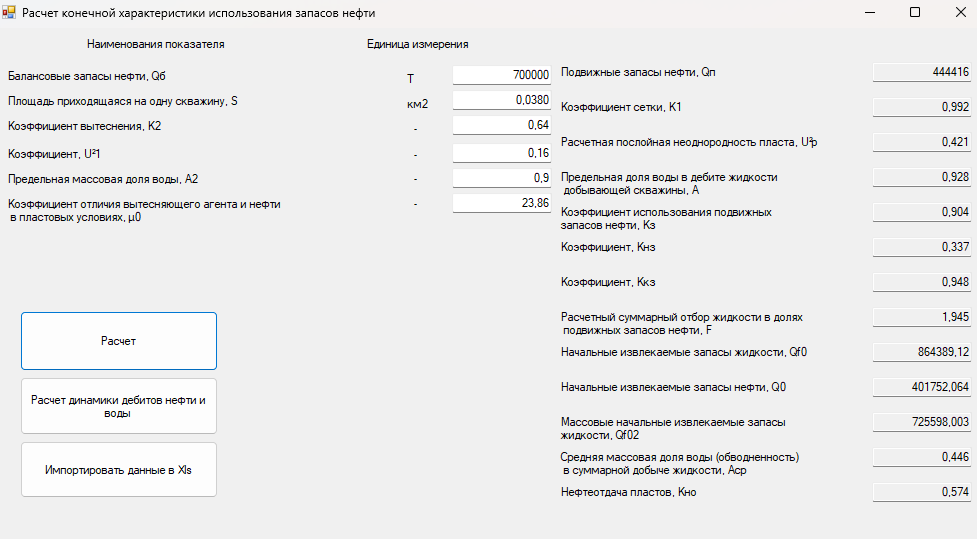 Расчет конечной характеристики использования запасов нефти
Наименования показателя
Единица измерения
Балансовые запасы нефти, Qб
Т
700000
Площадь приходящаяся на одну скважину, S
км2
0,0380
Коэффициент вытеснения, К2
-
0,64
Коэффициент, U²1
-
0,16
Предельная массовая доля воды, А2
-
0,9
Коэффициент отличия вытесняющего агента и нефти
в пластовых условиях, μ0
-
23,86
Расчет
Расчет динамики дебитов нефти и
воды
Импортировать данные в Xls
Подвижные запасы нефти, Qп
444416
Коэффициент сетки, К1
0,992
Расчетная послойная неоднородность пласта, U²р
0,421
Предельная доля воды в дебите жидкости
добывающей скважины, А
0,928
Коэффициент использования подвижных
запасов нефти, Кз
0,904
Коэффициент, Кнз
0,337
Коэффициент, Ккз
0,948
Расчетный суммарный отбор жидкости в долях
подвижных запасов нефти, F
1,945
Начальные извлекаемые запасы жидкости, Qf0
864389,12
Начальные извлекаемые запасы нефти, Q0
401752,064
Массовые начальные извлекаемые запасы
жидкости, Qf02
725598,003
Средняя массовая доля воды (обводненность)
в суммарной добыче жидкости, Аср
0,446
Нефтеотдача пластов, Кно
0,574